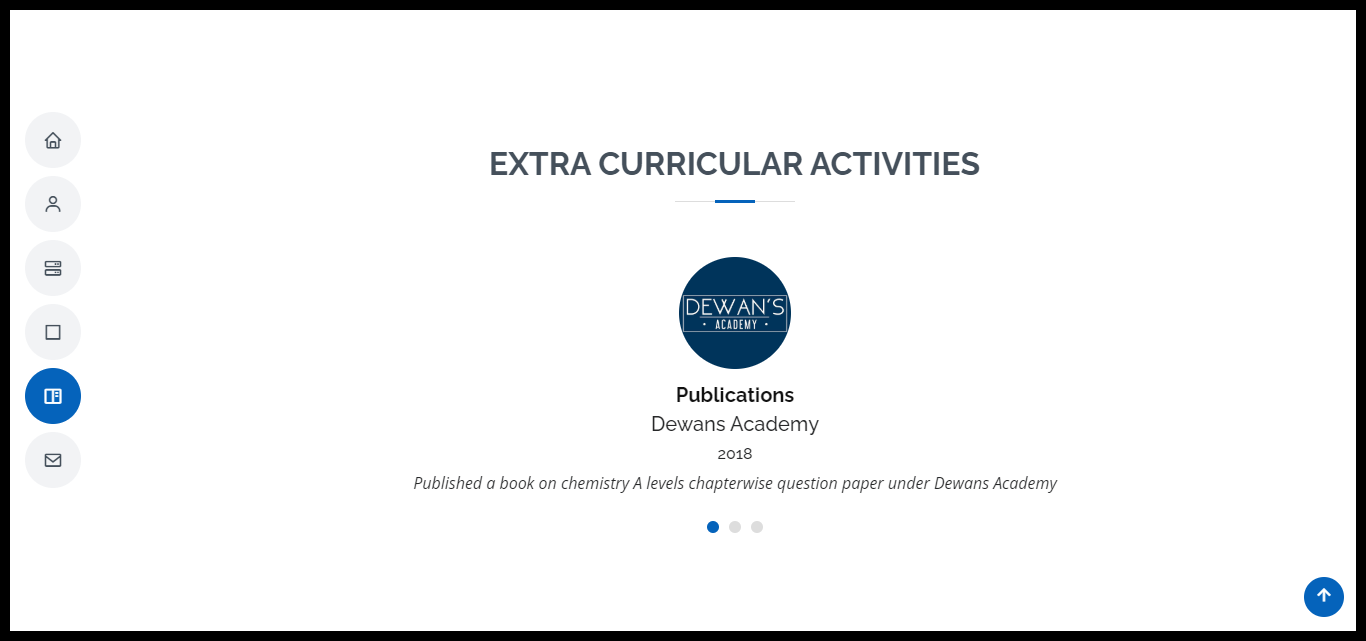 EXTRA CURRICULAR ACTIVITIES
DEWAN'S
• ACADEMY •
Publications
Dewans Academy
2018
Published a book on chemistry A levels chapterwise question paper under Dewans Academy